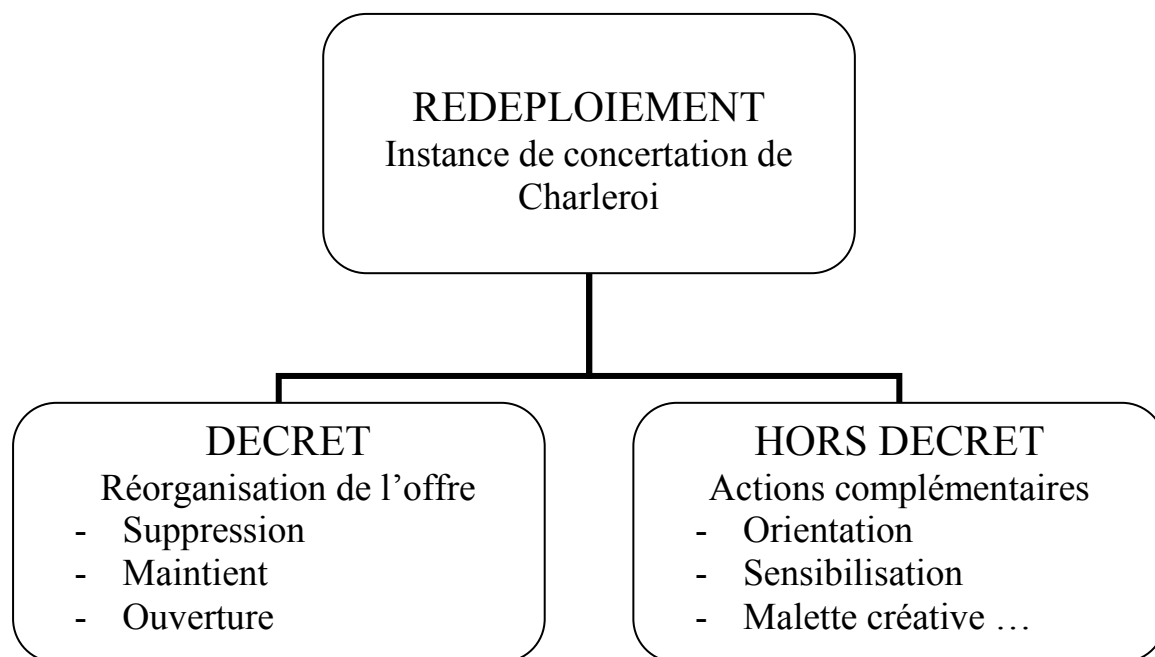 REDEPLOIEMENT
Instance de concertation de
Charleroi
DECRET
Réorganisation de l’offre
- Suppression
- Maintient
- Ouverture
HORS DECRET
Actions complémentaires
- Orientation
- Sensibilisation
- Malette créative …